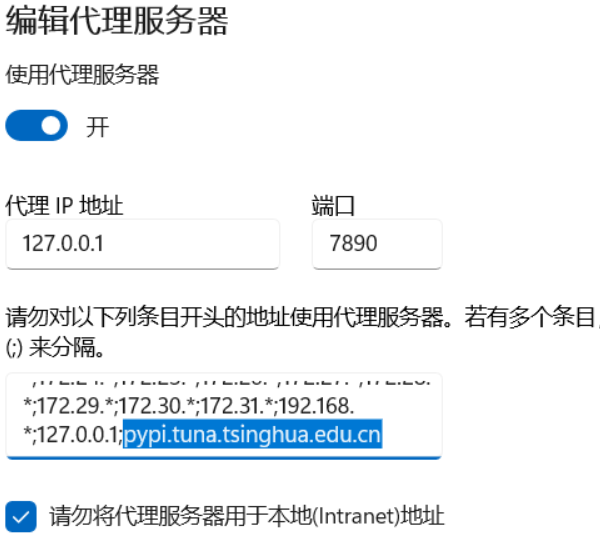 编辑代理服务器
使用代理服务器
开
代理 IP 地址
端口
127.0.0.1
7890
请勿对以下列条目开头的地址使用代理服务器。若有多个条目,
(;) 来分隔。
*;172.29.*;172.30.*;172.31.*;192.168.
*;127.0.0.1;pypi.tuna.tsinghua.edu.cn
请勿将代理服务器用于本地(Intranet)地址